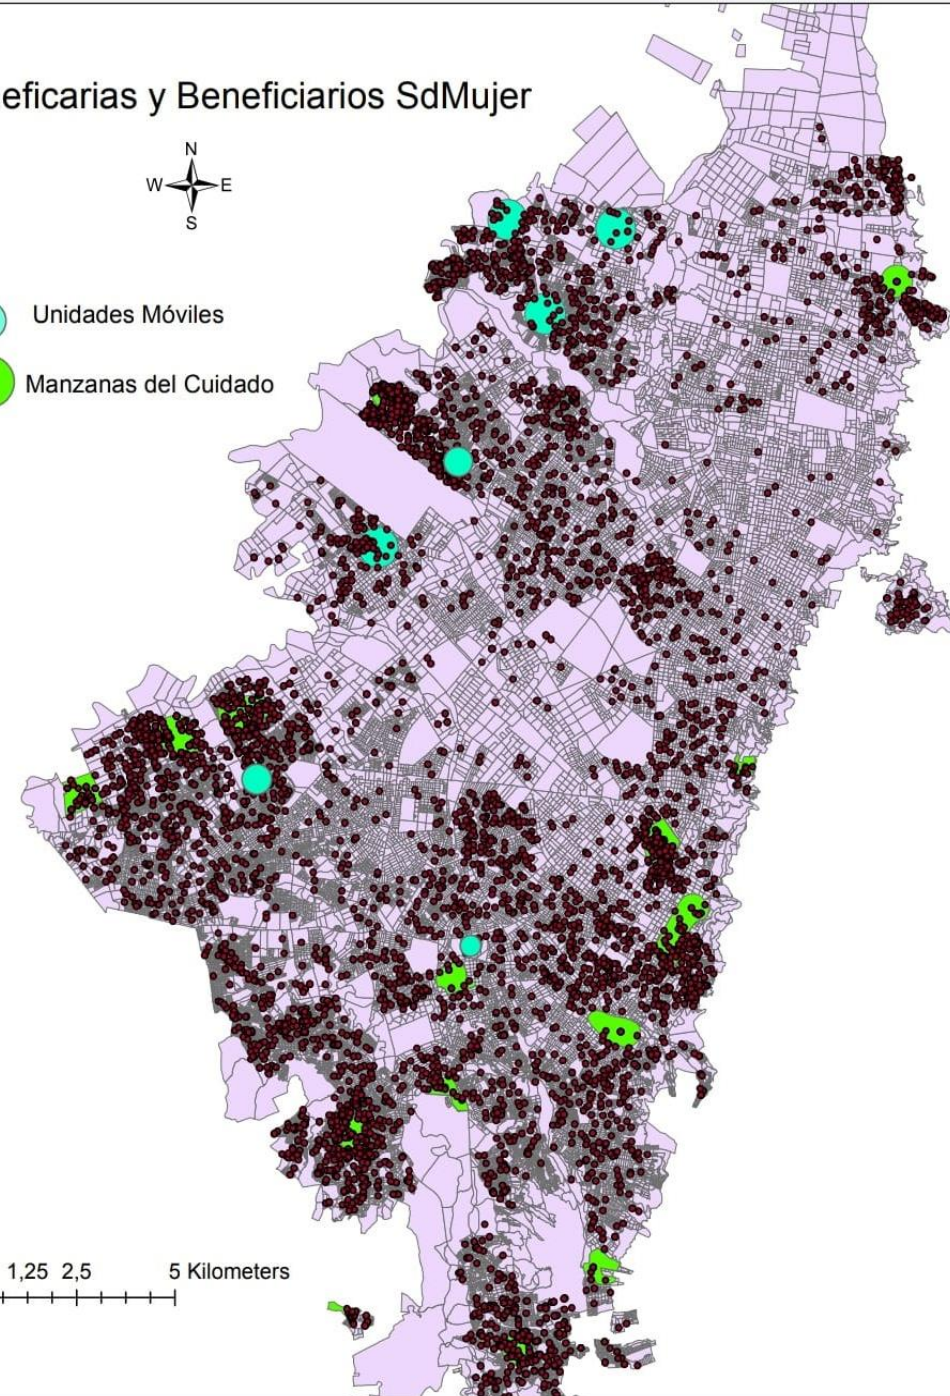 eficarias y Beneficiarios SdMujer
N
W E
S
Unidades Móviles
Manzanas del Cuidado
1,25 2,5 5 Kilometers